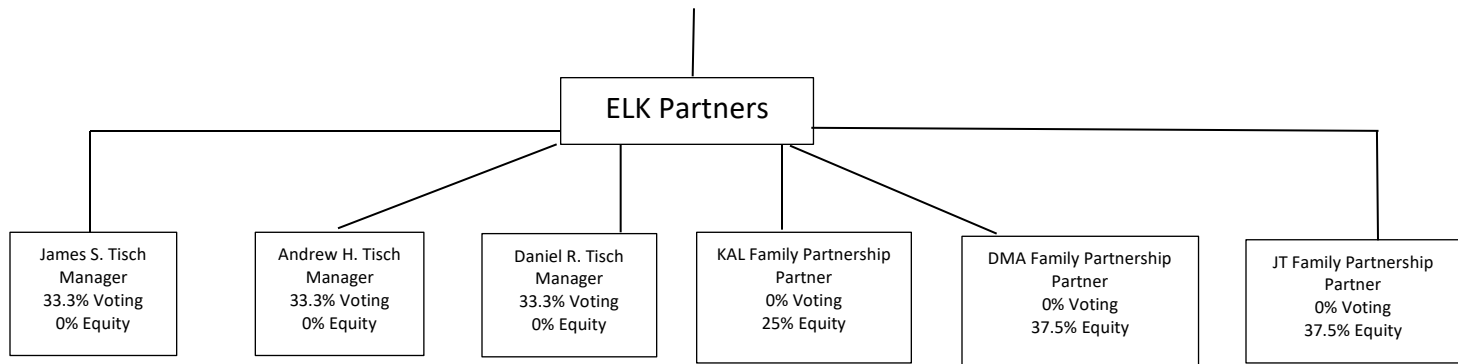 ELK Partners
James S. Tisch
Manager
33.3% Voting
0% Equity
Andrew H. Tisch
Manager
33.3% Voting
0% Equity
Daniel R. Tisch
Manager
33.3% Voting
0% Equity
KAL Family Partnership
Partner
0% Voting
25% Equity
DMA Family Partnership
Partner
0% Voting
37.5% Equity
JT Family Partnership
Partner
0% Voting
37.5% Equity